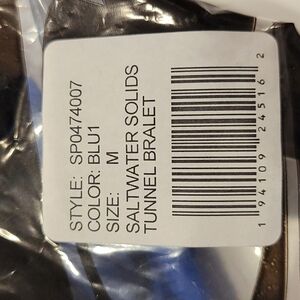 STYLE: SP0474007
COLOR: BLU1
SIZE: M
SALTWATER SOLIDS
TUNNEL BRALET
1 94109 24516 2